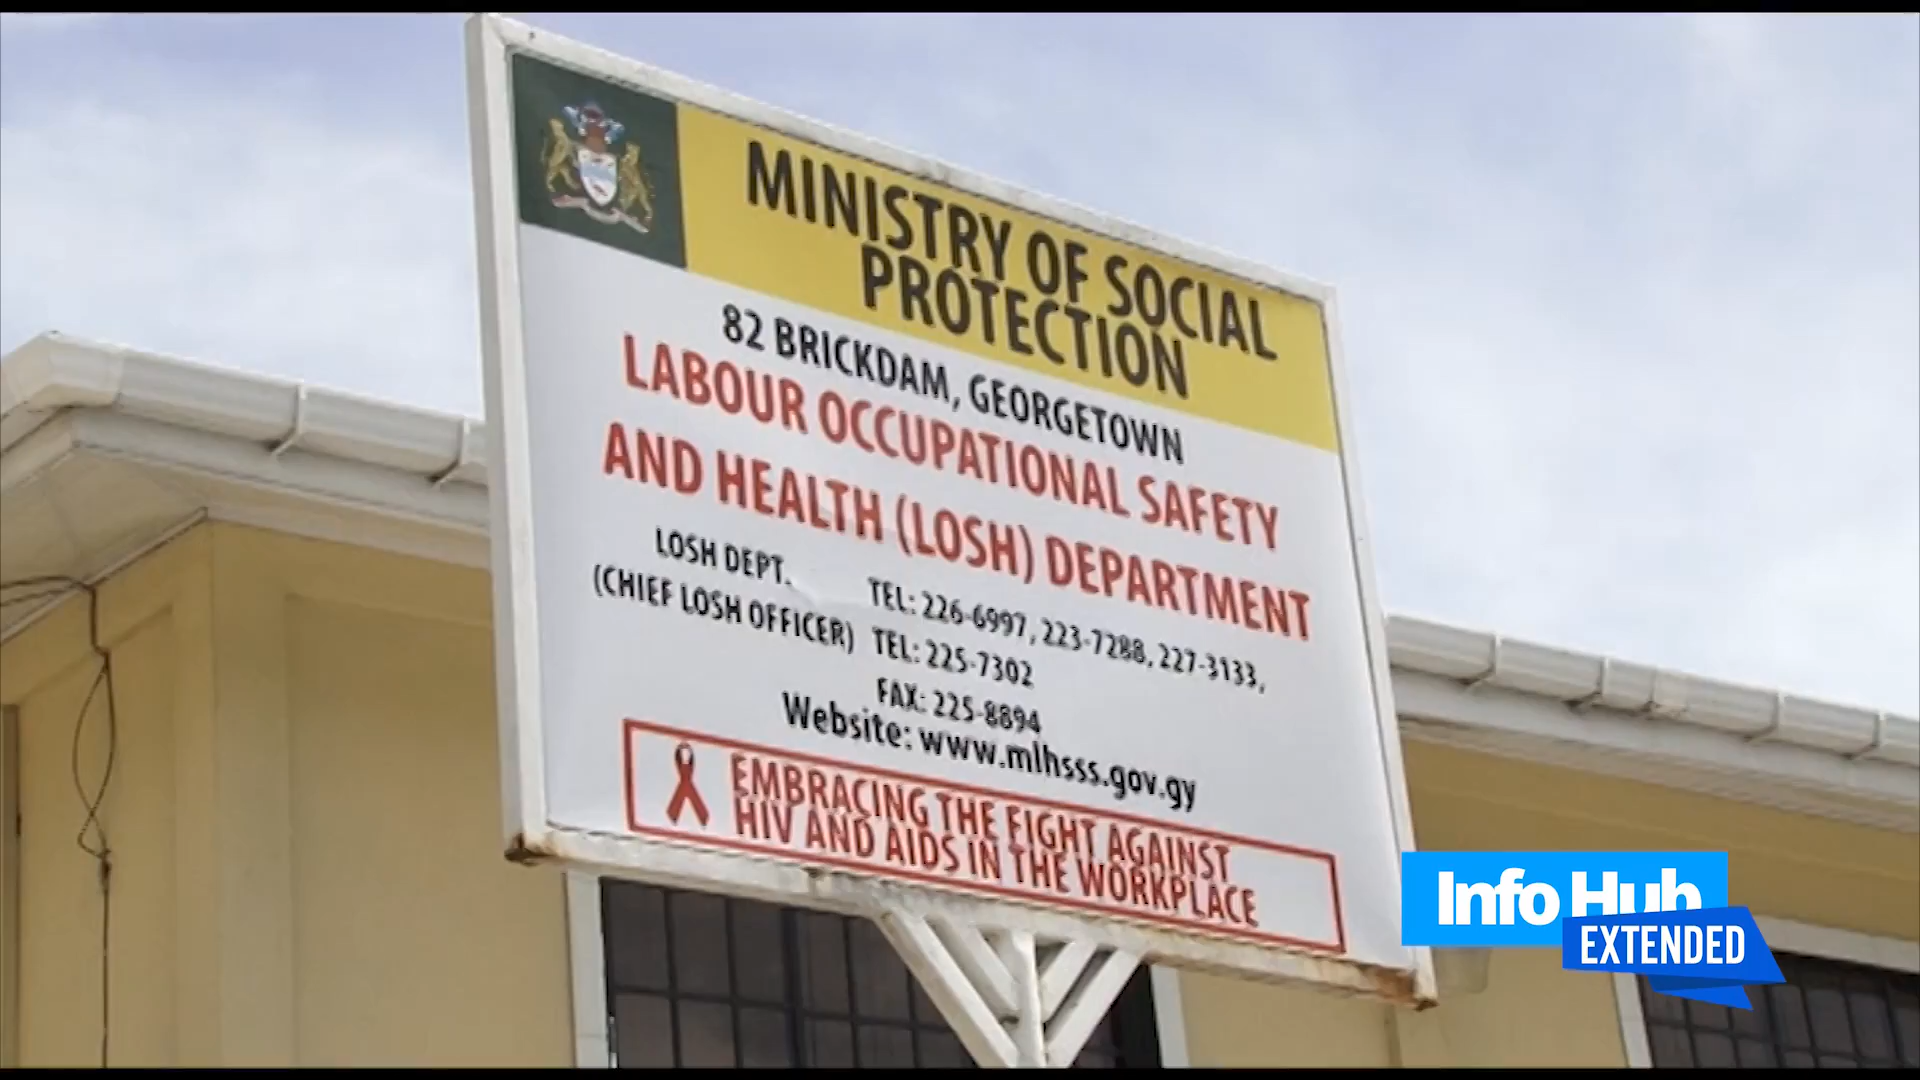 MINISTRY OF SOCIAL
PROTECTION
82 BRICKDAM, GEORGETOWN
LABOUR OCCUPATIONAL SAFETY
AND HEALTH (LOSH) DEPARTMENT
LOSH DEPT. TEL: 226-6997, 223-7288, 227-3133,
(CHIEF LOSH OFFICER) TEL: 225-7302
FAX: 225-8894
Website: www.mlhsss.gov.gy
EMBRACING THE FIGHT AGAINST
HIV AND AIDS IN THE WORKPLACE
Info Hub
EXTENDED